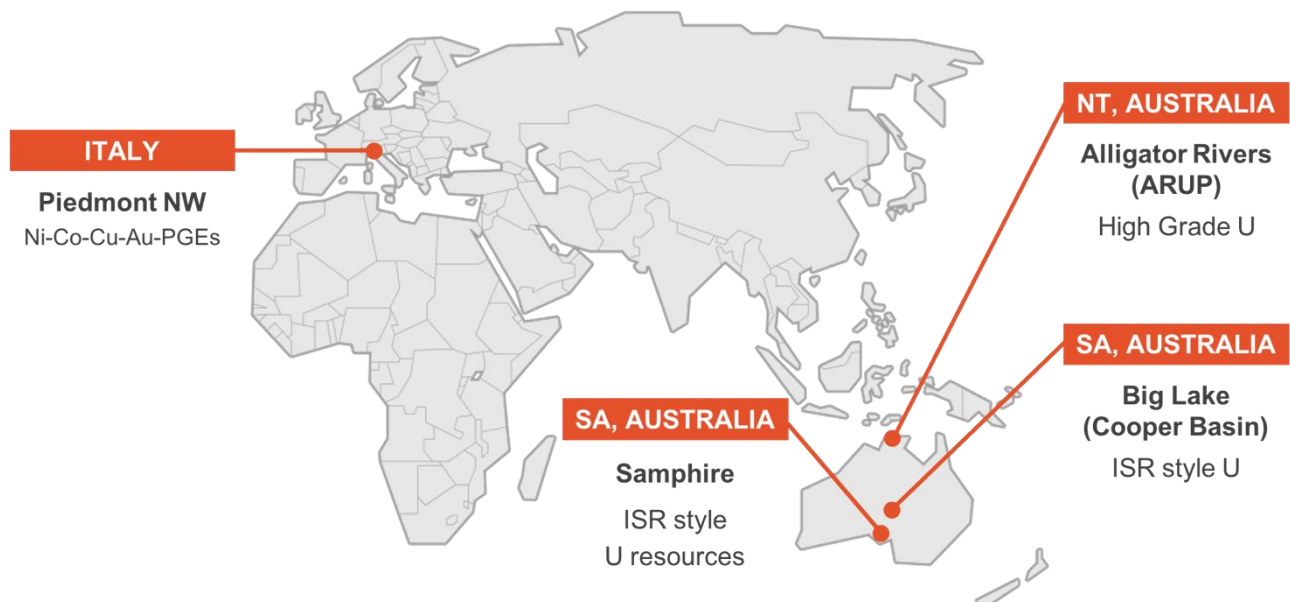 ITALY
Piedmont NW
Ni-Co-Cu-Au-PGEs
NT, AUSTRALIA
Alligator Rivers
(ARUP)
High Grade U
SA, AUSTRALIA
Big Lake
(Cooper Basin)
ISR style U
SA, AUSTRALIA
Samphire
ISR style
U resources